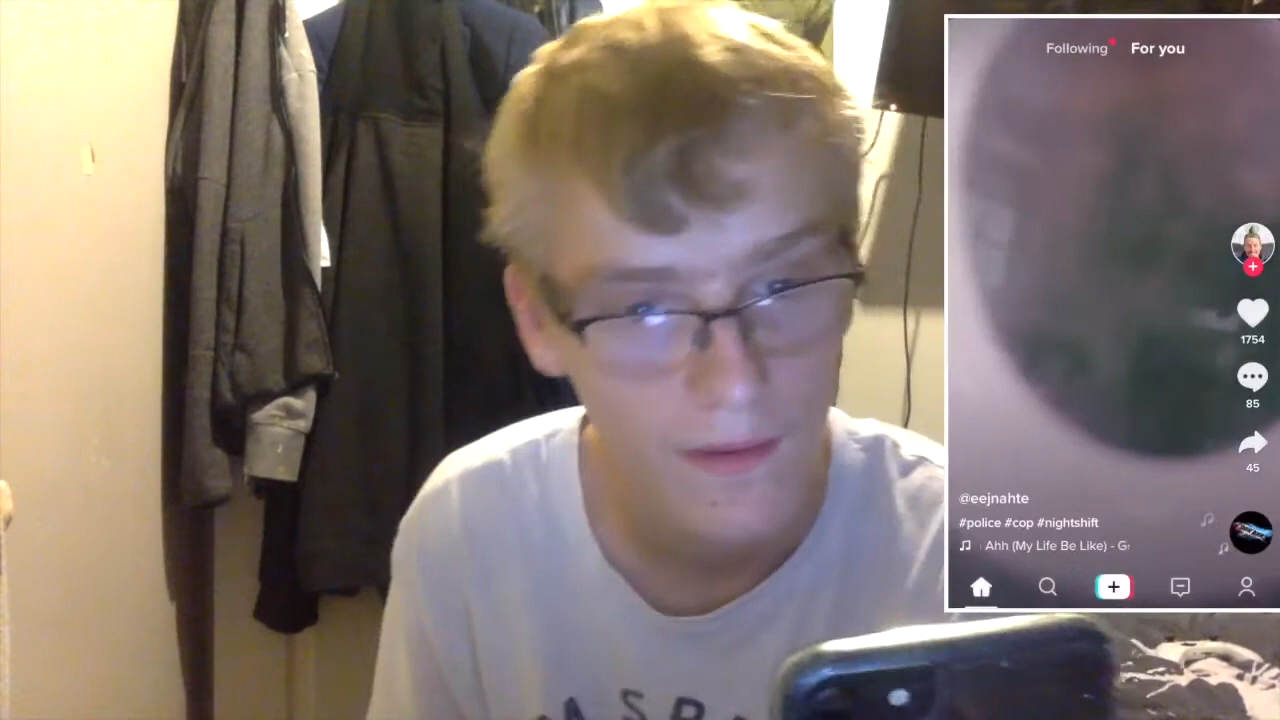 Following For you
1754
85
45
@eejnahte
#police #cop #nightshift
Ahh (My Life Be Like) - G